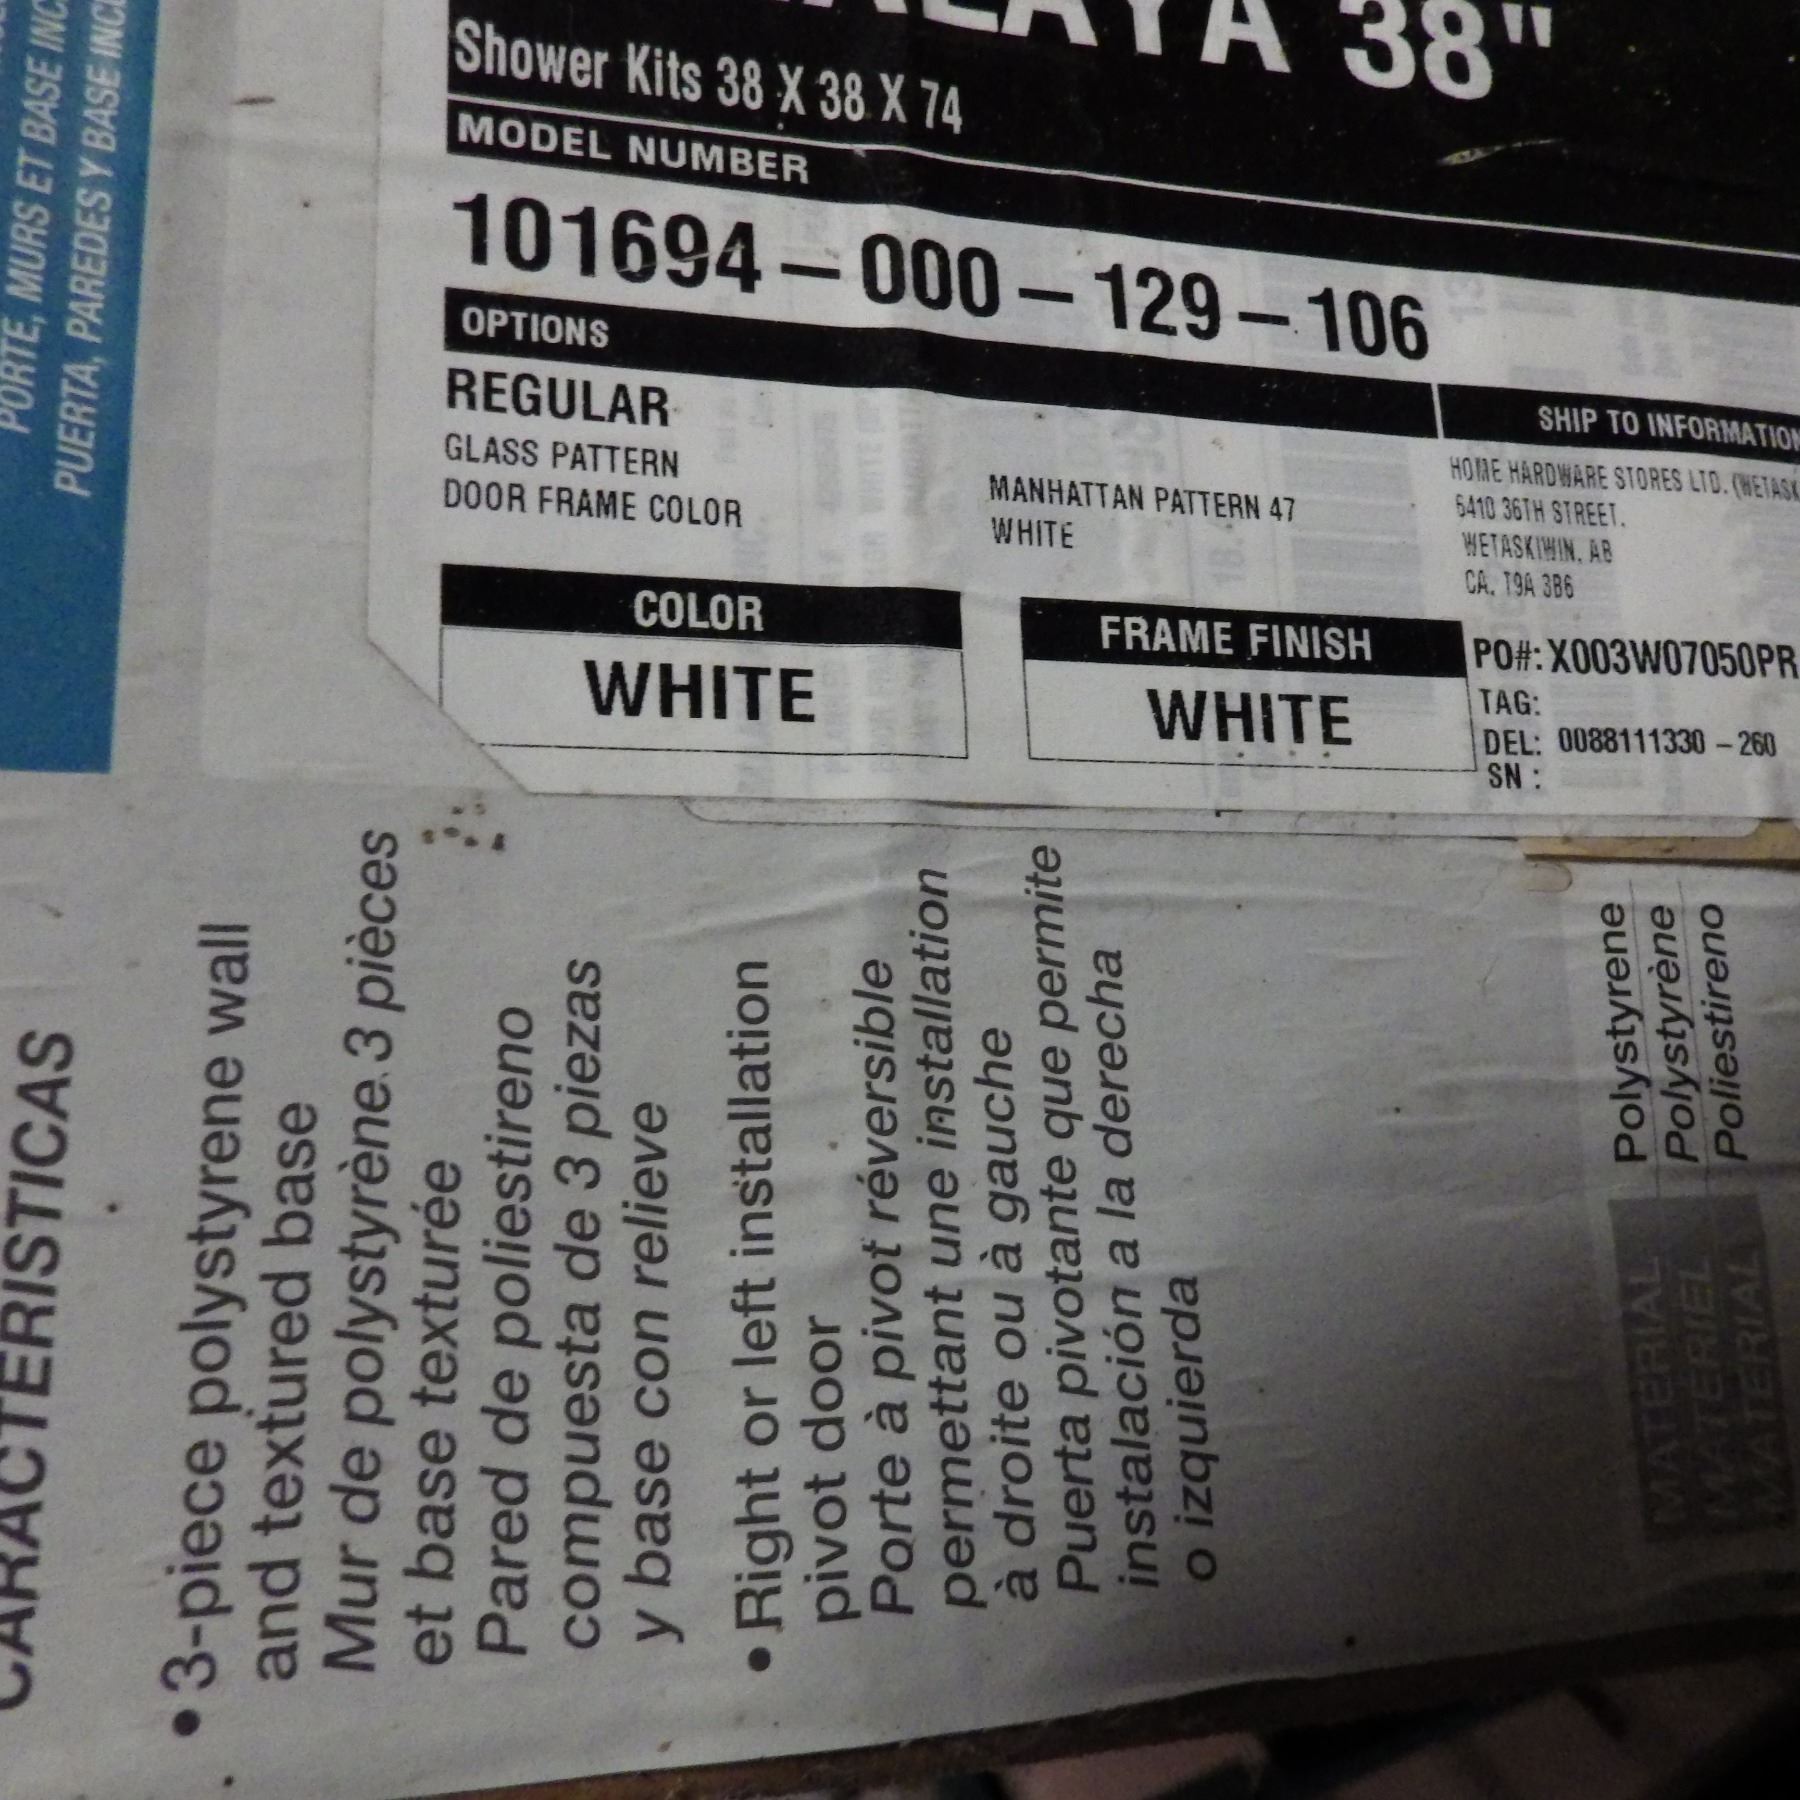 38"
Shower Kits 38 X 38 X 74
MODEL NUMBER
101694 – 000 – 129 – 106
OPTIONS
REGULAR
GLASS PATTERN
DOOR FRAME COLOR
MANHATTAN PATTERN 47
WHITE
COLOR
WHITE
FRAME FINISH
WHITE
SHIP TO INFORMATION
HOME HARDWARE STORES LTD.
5410 36TH STREET.
WETASKIWIN. AB
CA. T9A 3B6
PO#: X003W07050PR
TAG:
DEL: 0088111330 – 260
SN :
PORTE, MURS ET BASE INC
PUERTA, PAREDES Y BASE INCL
CARACTERISTICAS
• 3-piece polystyrene wall
and textured base
Mur de polystyrène 3 pièces
et base texturée
Pared de poliestireno
compuesta de 3 piezas
y base con relieve
• Right or left installation
pivot door
Porte à pivot réversible
permettant une installation
à droite ou à gauche
Puerta pivotante que permite
instalación a la derecha
o izquierda
MATERIAL Polystyrene
MATERIEL Polystyrène
MATERIAL Poliestireno